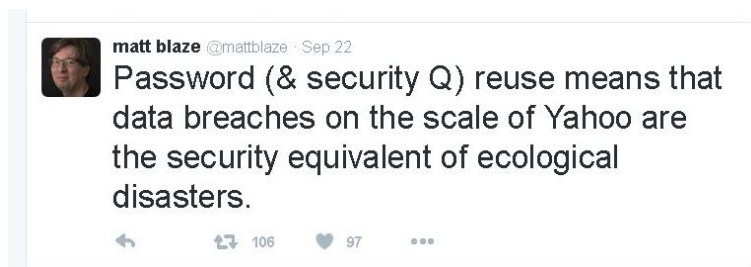 matt blaze @mattblaze · Sep 22
Password (& security Q) reuse means that
data breaches on the scale of Yahoo are
the security equivalent of ecological
disasters.
106 97